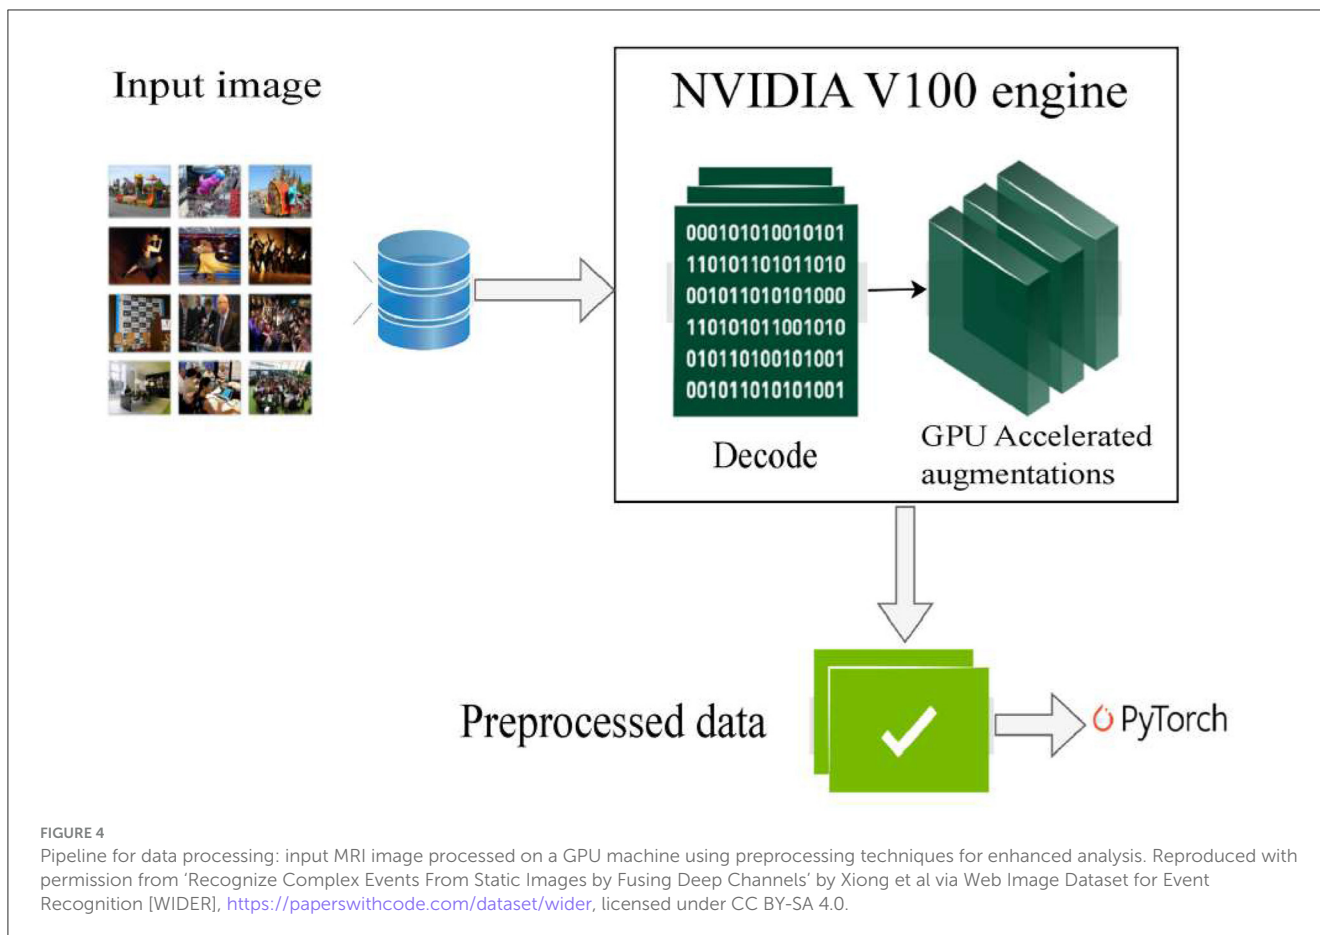 Input image
NVIDIA V100 engine
000101010010101
110101101011010
001011010101000
110101011001010
010110100101001
001011010101001
Decode
GPU Accelerated
augmentations
Preprocessed data
PyTorch
FIGURE 4
Pipeline for data processing: input MRI image processed on a GPU machine using preprocessing techniques for enhanced analysis. Reproduced with
permission from ‘Recognize Complex Events From Static Images by Fusing Deep Channels’ by Xiong et al via Web Image Dataset for Event
Recognition [WIDER], https://paperswithcode.com/dataset/wider, licensed under CC BY-SA 4.0.